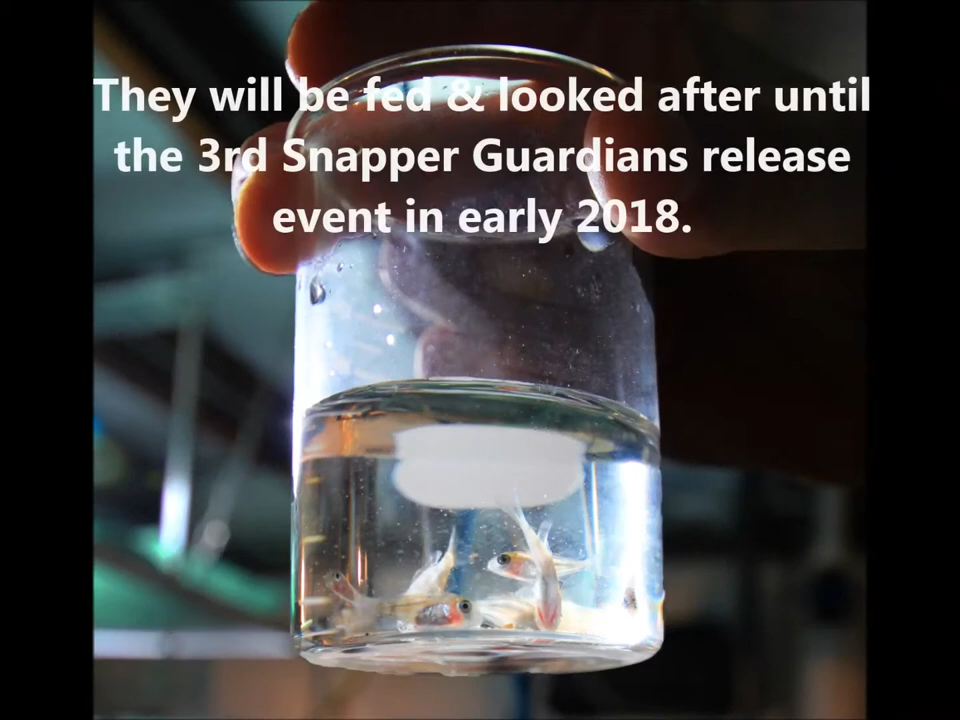 They will be fed & looked after until
the 3rd Snapper Guardians release
event in early 2018.